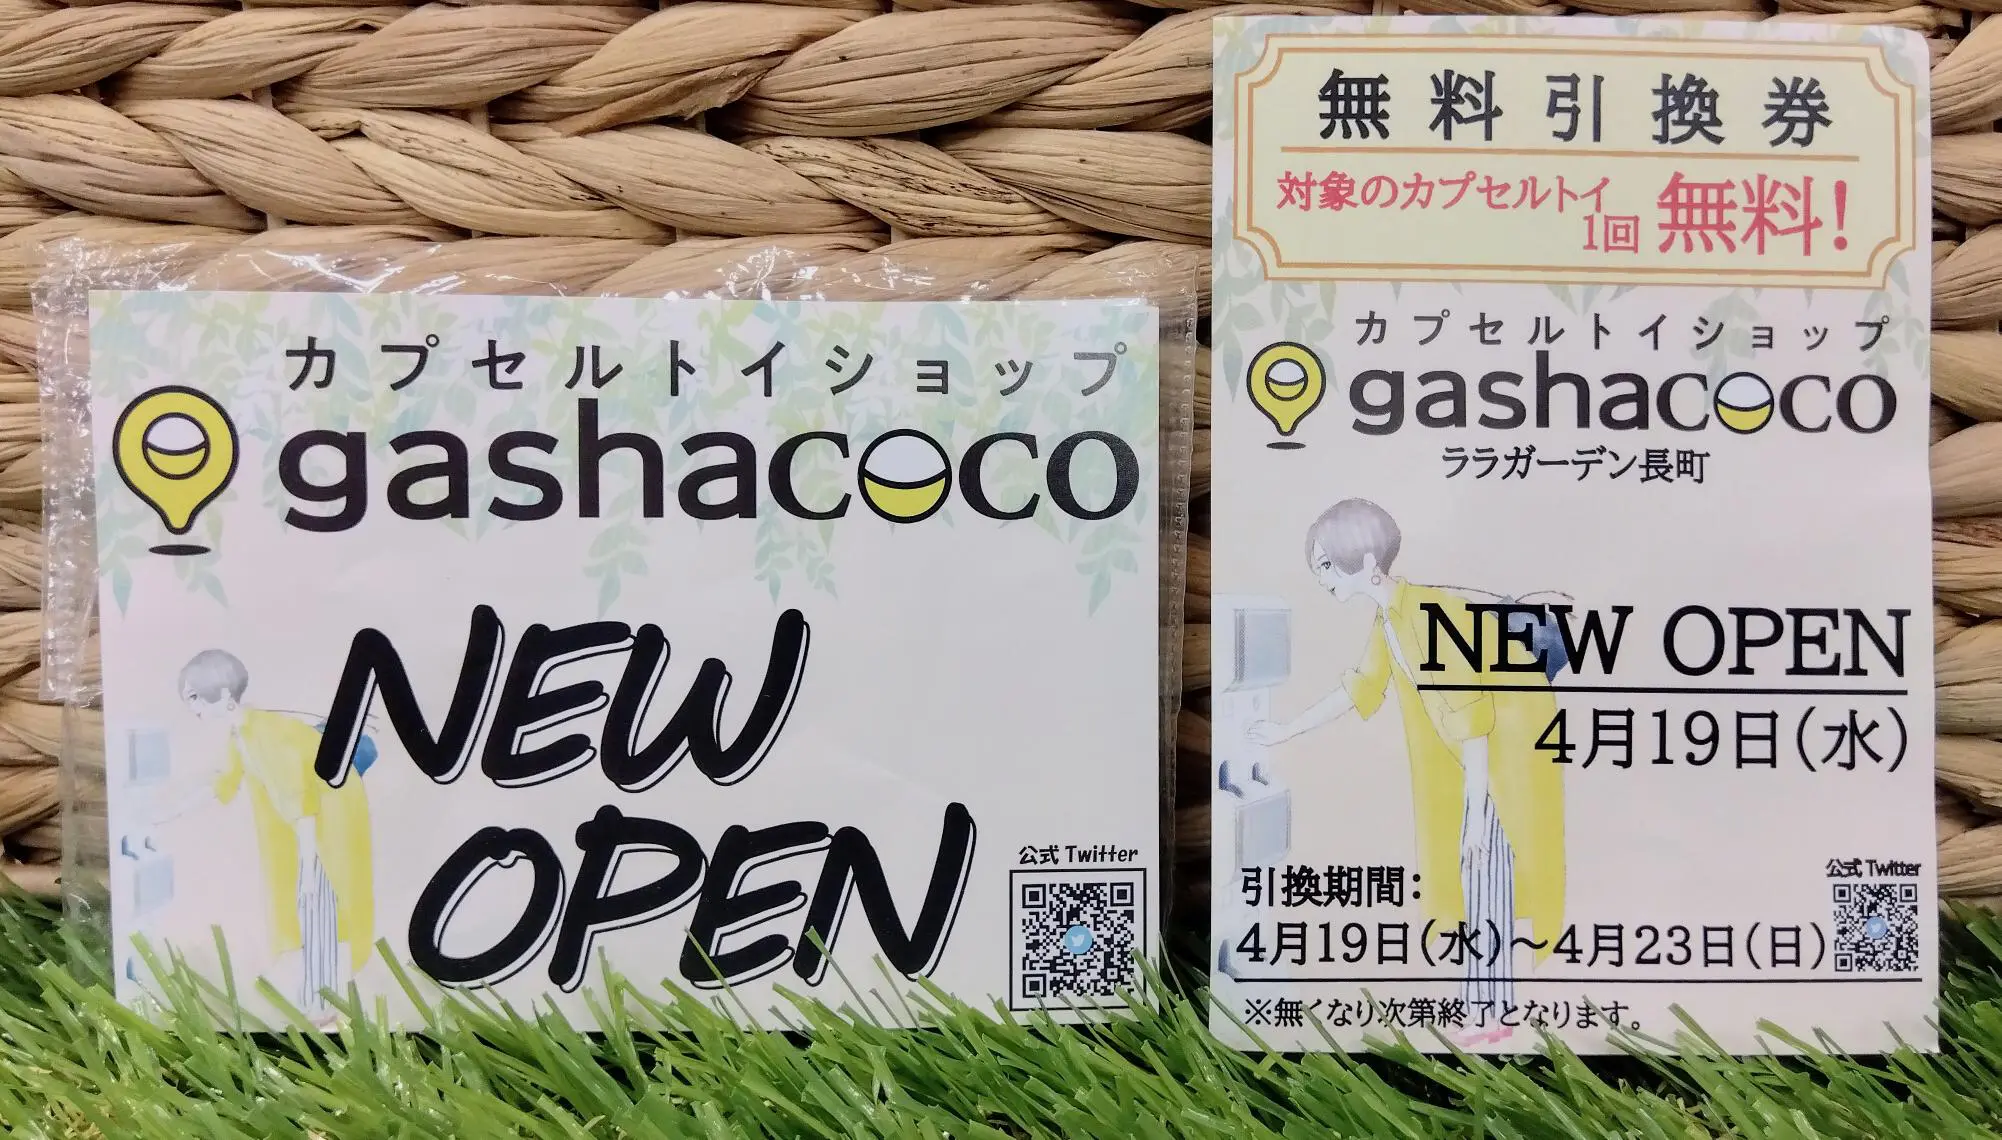 カプセルトイショップ
gashacoco
NEW
OPEN
公式 Twitter
無料引換券
対象のカプセルトイ
1回 無料!
カプセルトイショップ
gashacoco
ララガーデン長町
NEW OPEN
4月19日(水)
引換期間:
4月19日(水)~4月23日(日)
公式 Twitter
※無くなり次第終了となります。